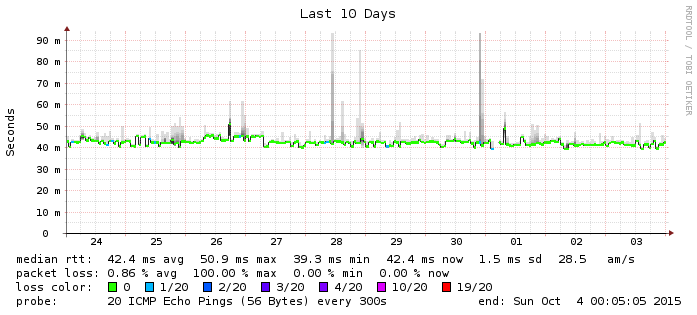 Last 10 Days
RRDTOOL / TOBI OETIKER
Seconds
90 m
80 m
70 m
60 m
50 m
40 m
30 m
20 m
10 m
0
24 25 26 27 28 29 30 01 02 03
median rtt: 42.4 ms avg 50.9 ms max 39.3 ms min 42.4 ms now 1.5 ms sd 28.5 am/s
packet loss: 0.86 % avg 100.00 % max 0.00 % min 0.00 % now
loss color: 0 1/20 2/20 3/20 4/20 10/20 19/20
probe: 20 ICMP Echo Pings (56 Bytes) every 300s end: Sun Oct 4 00:05:05 2015